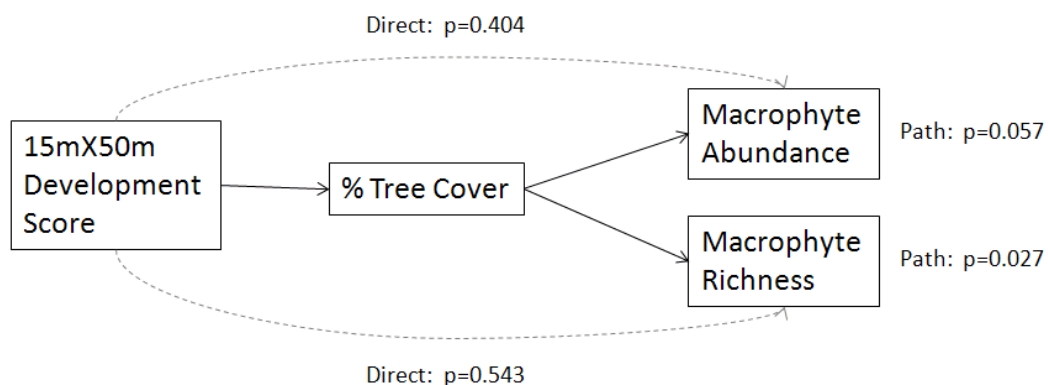 Direct:  p=0.404
15mX50m
Development
Score
% Tree Cover
Macrophyte
Abundance
Path:  p=0.057
Macrophyte
Richness
Path:  p=0.027
Direct:  p=0.543